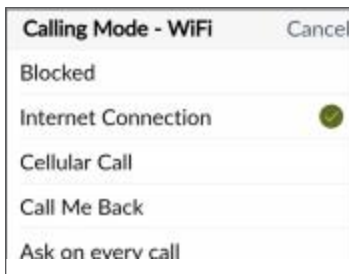 Calling Mode - WiFi Cancel
Blocked
Internet Connection
Cellular Call
Call Me Back
Ask on every call